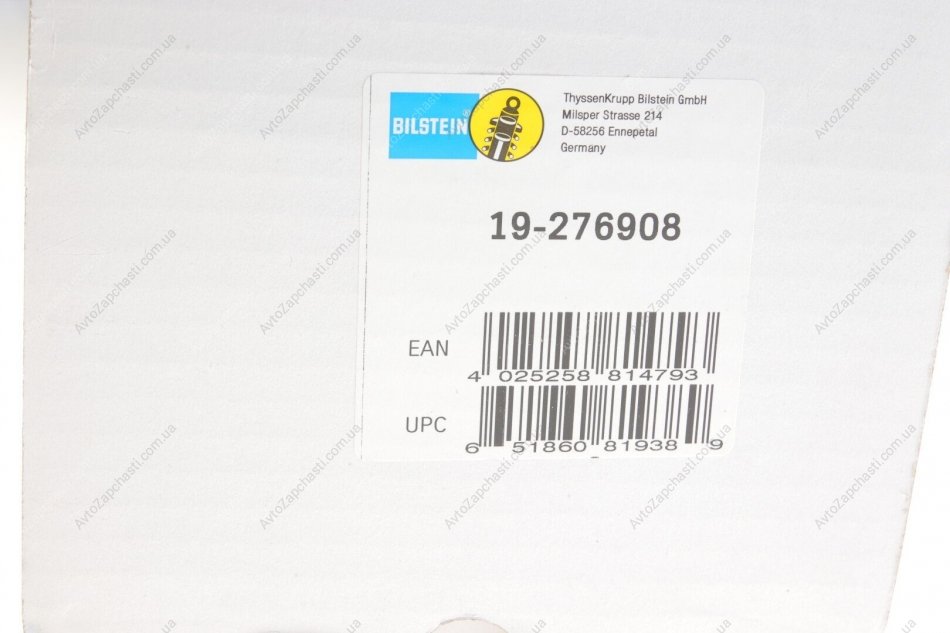 BILSTEIN®
ThyssenKrupp Bilstein GmbH
Milsper Strasse 214
D-58256 Ennepetal
Germany
19-276908
EAN
4 025258 814793
UPC
6 51860 81938 9
AvtoZapchasti.com.ua